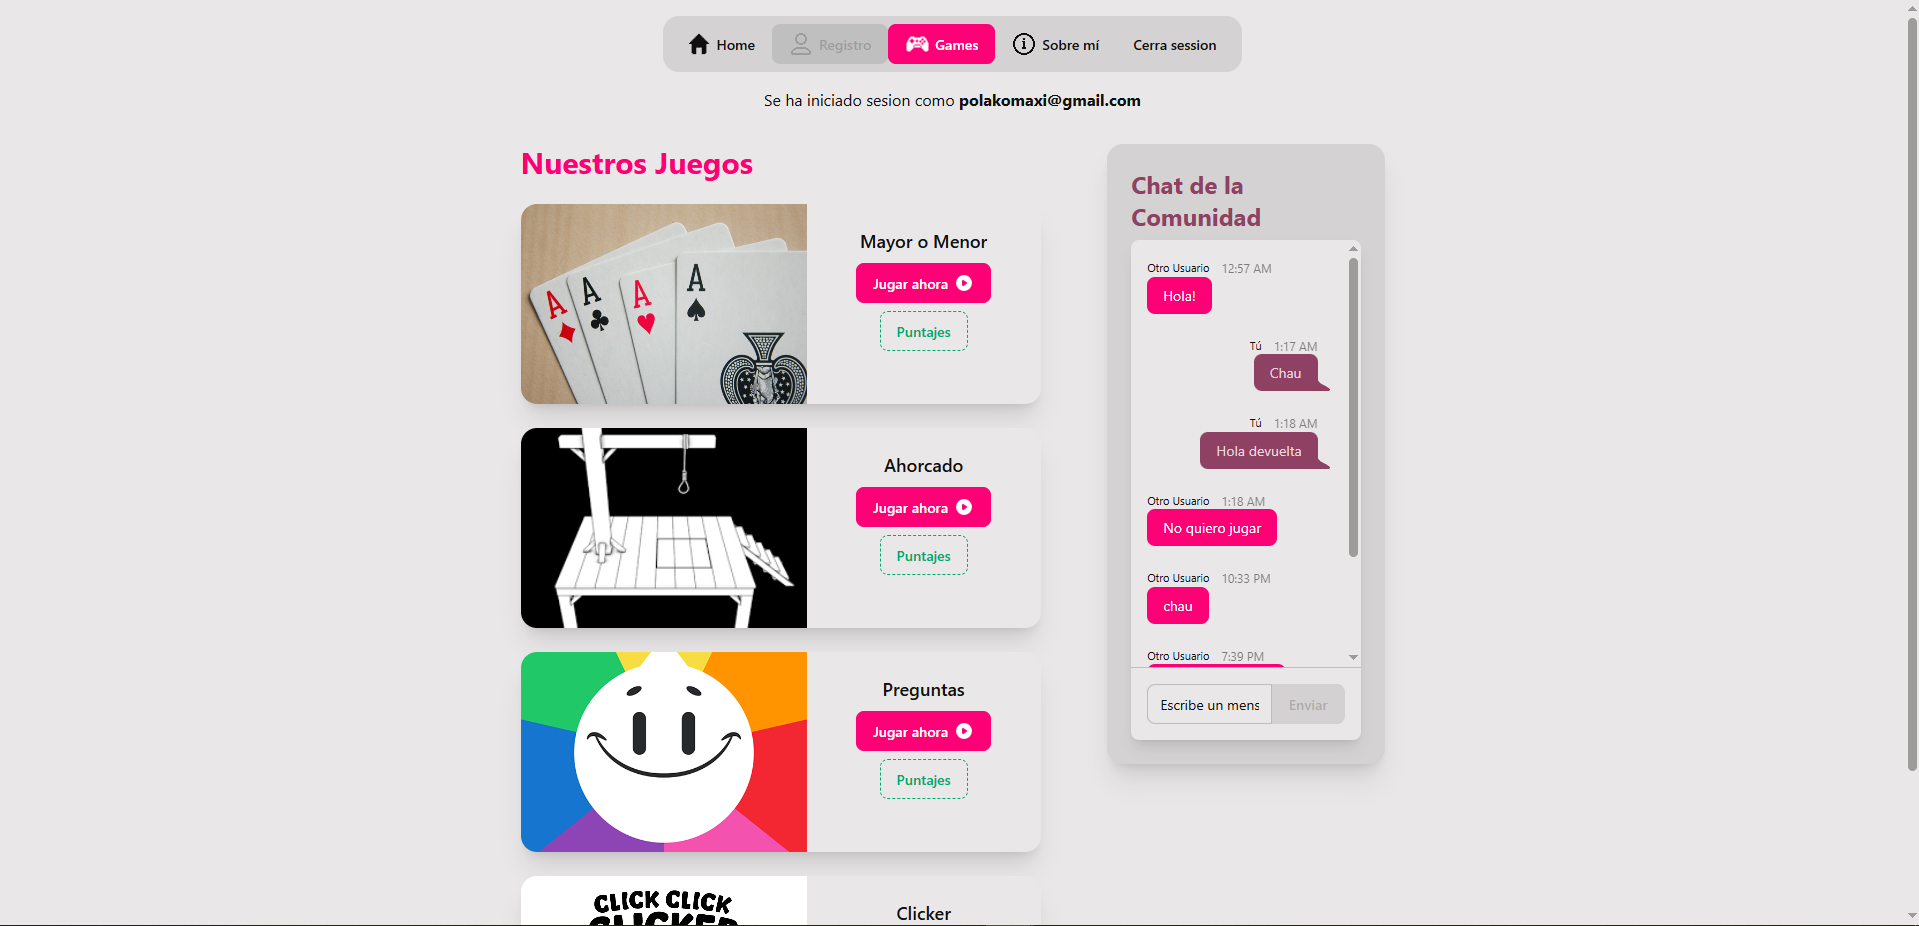 Home
Registro
Games
Sobre mí
Cerra session
Se ha iniciado sesion como polakomaxi@gmail.com
Nuestros Juegos
Mayor o Menor
Jugar ahora
Puntajes
Ahorcado
Jugar ahora
Puntajes
Preguntas
Jugar ahora
Puntajes
CLICK CLICK
CLICKER
Clicker
Chat de la
Comunidad
Otro Usuario 12:57 AM
Hola!
Tú 1:17 AM
Chau
Tú 1:18 AM
Hola devuelta
Otro Usuario 1:18 AM
No quiero jugar
Otro Usuario 10:33 PM
chau
Otro Usuario 7:39 PM
Escribe un mens
Enviar
A
A
A
A